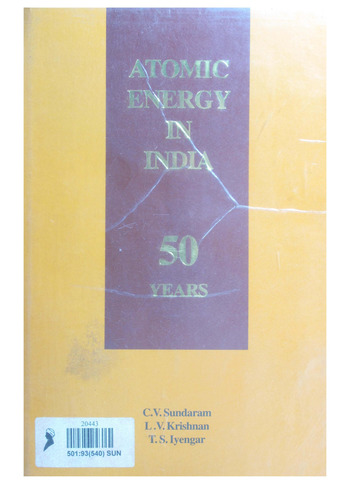 ATOMIC
ENERGY
IN
INDIA
50
YEARS
C.V. Sundaram
L.V. Krishnan
T. S. Iyengar
20443
501:93(540) SUN